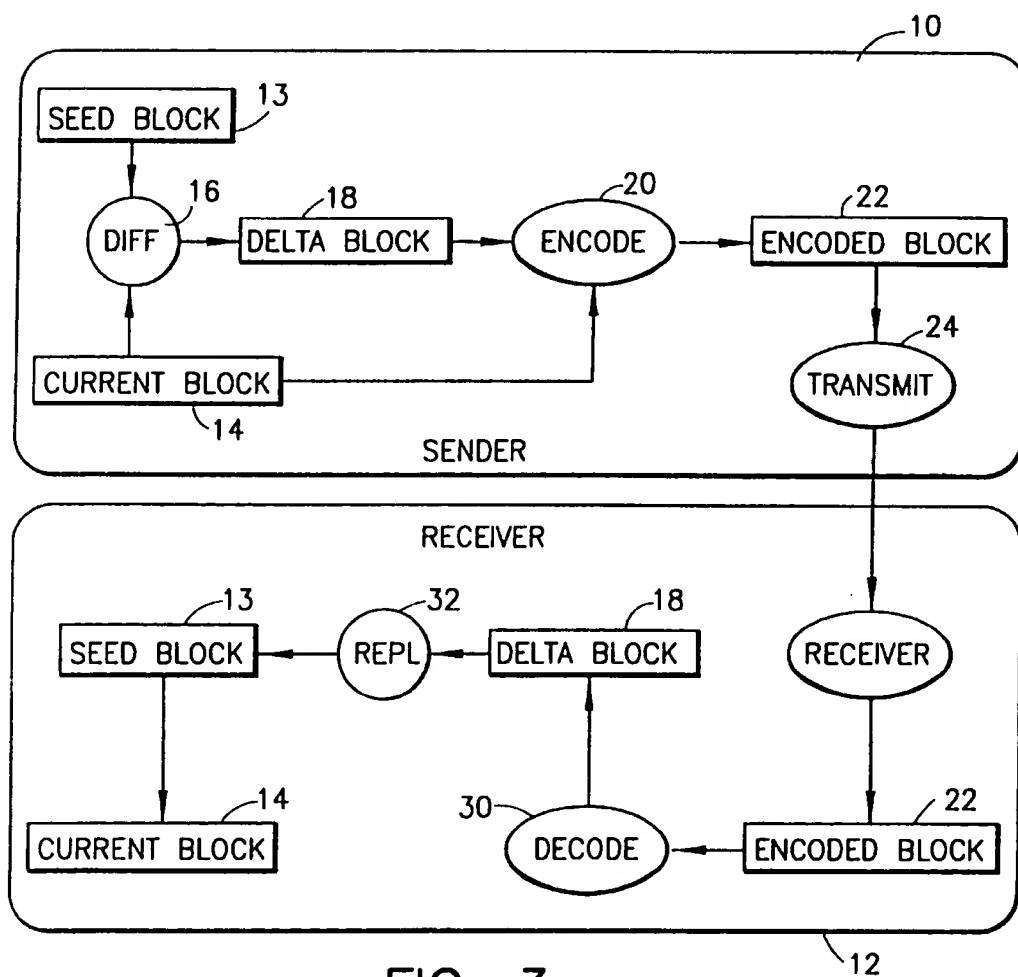 10
SEED BLOCK
13
16
DIFF
18
DELTA BLOCK
20
ENCODE
22
ENCODED BLOCK
24
TRANSMIT
CURRENT BLOCK
14
SENDER
RECEIVER
13
SEED BLOCK
32
REPL
18
DELTA BLOCK
RECEIVER
14
CURRENT BLOCK
30
DECODE
22
ENCODED BLOCK
12